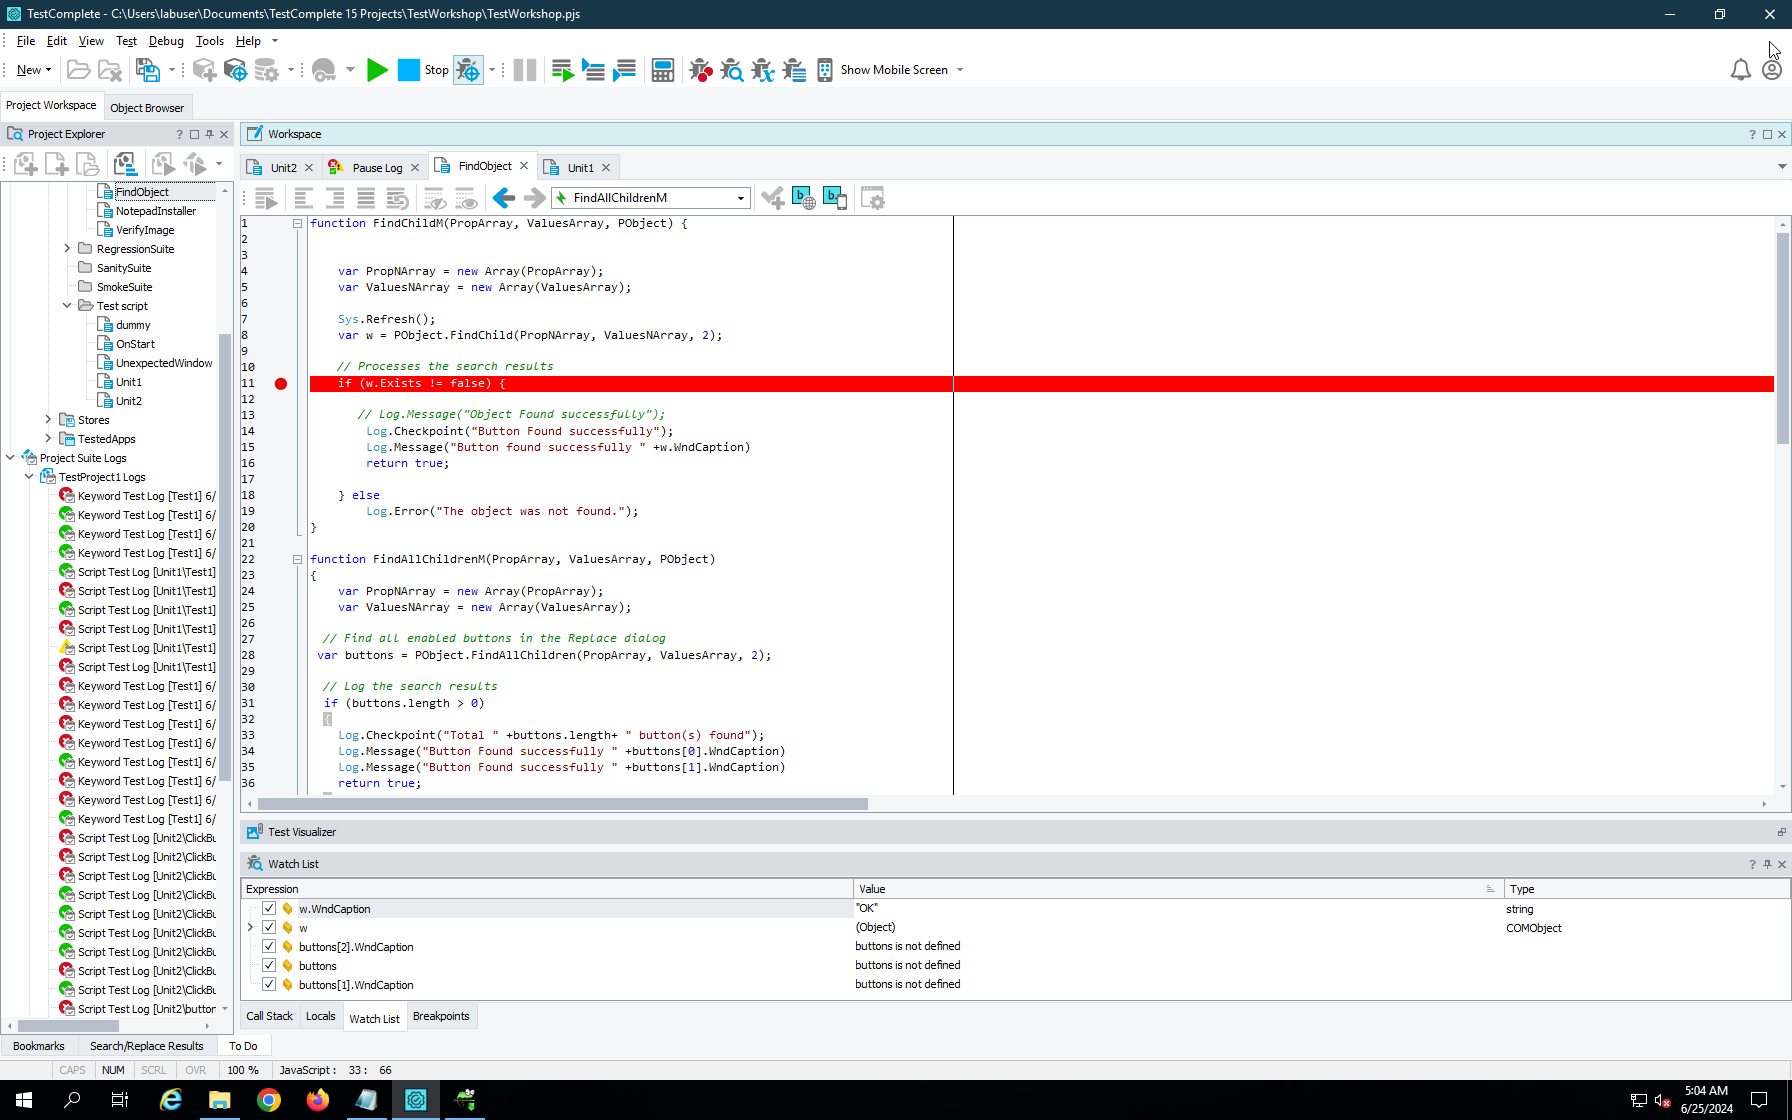 TestComplete - C:\Users\labuser\Documents\TestComplete 15 Projects\TestWorkshop\TestWorkshop.pjs
File Edit View Test Debug Tools Help
New Stop Show Mobile Screen
Project Workspace Object Browser
Project Explorer ?
Workspace ?
Unit2 Pause Log FindObject Unit1
FindAllChildrenM
FindObject
NotepadInstaller
VerifyImage
RegressionSuite
SanitySuite
SmokeSuite
Test script
dummy
OnStart
UnexpectedWindow
Unit1
Unit2
Stores
TestedApps
Project Suite Logs
TestProject1 Logs
Keyword Test Log [Test1] 6/
Keyword Test Log [Test1] 6/
Keyword Test Log [Test1] 6/
Keyword Test Log [Test1] 6/
Script Test Log [Unit1\Test1]
Script Test Log [Unit1\Test1]
Script Test Log [Unit1\Test1]
Script Test Log [Unit1\Test1]
Script Test Log [Unit1\Test1]
Script Test Log [Unit1\Test1]
Keyword Test Log [Test1] 6/
Keyword Test Log [Test1] 6/
Keyword Test Log [Test1] 6/
Keyword Test Log [Test1] 6/
Keyword Test Log [Test1] 6/
Keyword Test Log [Test1] 6/
Keyword Test Log [Test1] 6/
Keyword Test Log [Test1] 6/
Script Test Log [Unit2\ClickBu
Script Test Log [Unit2\ClickBu
Script Test Log [Unit2\ClickBu
Script Test Log [Unit2\ClickBu
Script Test Log [Unit2\ClickBu
Script Test Log [Unit2\ClickBu
Script Test Log [Unit2\ClickBu
Script Test Log [Unit2\ClickBu
Script Test Log [Unit2\ClickBu
Script Test Log [Unit2\button
1 function FindChildM(PropArray, ValuesArray, PObject) {
2
3
4 var PropNArray = new Array(PropArray);
5 var ValuesNArray = new Array(ValuesArray);
6
7 Sys.Refresh();
8 var w = PObject.FindChild(PropNArray, ValuesNArray, 2);
9
10 // Processes the search results
11 if (w.Exists != false) {
12
13 // Log.Message("Object Found successfully");
14 Log.Checkpoint("Button Found successfully");
15 Log.Message("Button found successfully " +w.WndCaption)
16 return true;
17
18 } else
19 Log.Error("The object was not found.");
20 }
21
22 function FindAllChildrenM(PropArray, ValuesArray, PObject)
23 {
24 var PropNArray = new Array(PropArray);
25 var ValuesNArray = new Array(ValuesArray);
26
27 // Find all enabled buttons in the Replace dialog
28 var buttons = PObject.FindAllChildren(PropArray, ValuesArray, 2);
29
30 // Log the search results
31 if (buttons.length > 0)
32 {
33 Log.Checkpoint("Total " +buttons.length+ " button(s) found");
34 Log.Message("Button Found successfully " +buttons[0].WndCaption)
35 Log.Message("Button Found successfully " +buttons[1].WndCaption)
36 return true;
Test Visualizer
Watch List ?
Expression Value Type
w.WndCaption "OK" string
w (Object) COMObject
buttons[2].WndCaption buttons is not defined
buttons buttons is not defined
buttons[1].WndCaption buttons is not defined
Call Stack Locals Watch List Breakpoints
Bookmarks Search/Replace Results To Do
CAPS NUM SCRL OVR 100 % JavaScript : 33 : 66
5:04 AM
6/25/2024